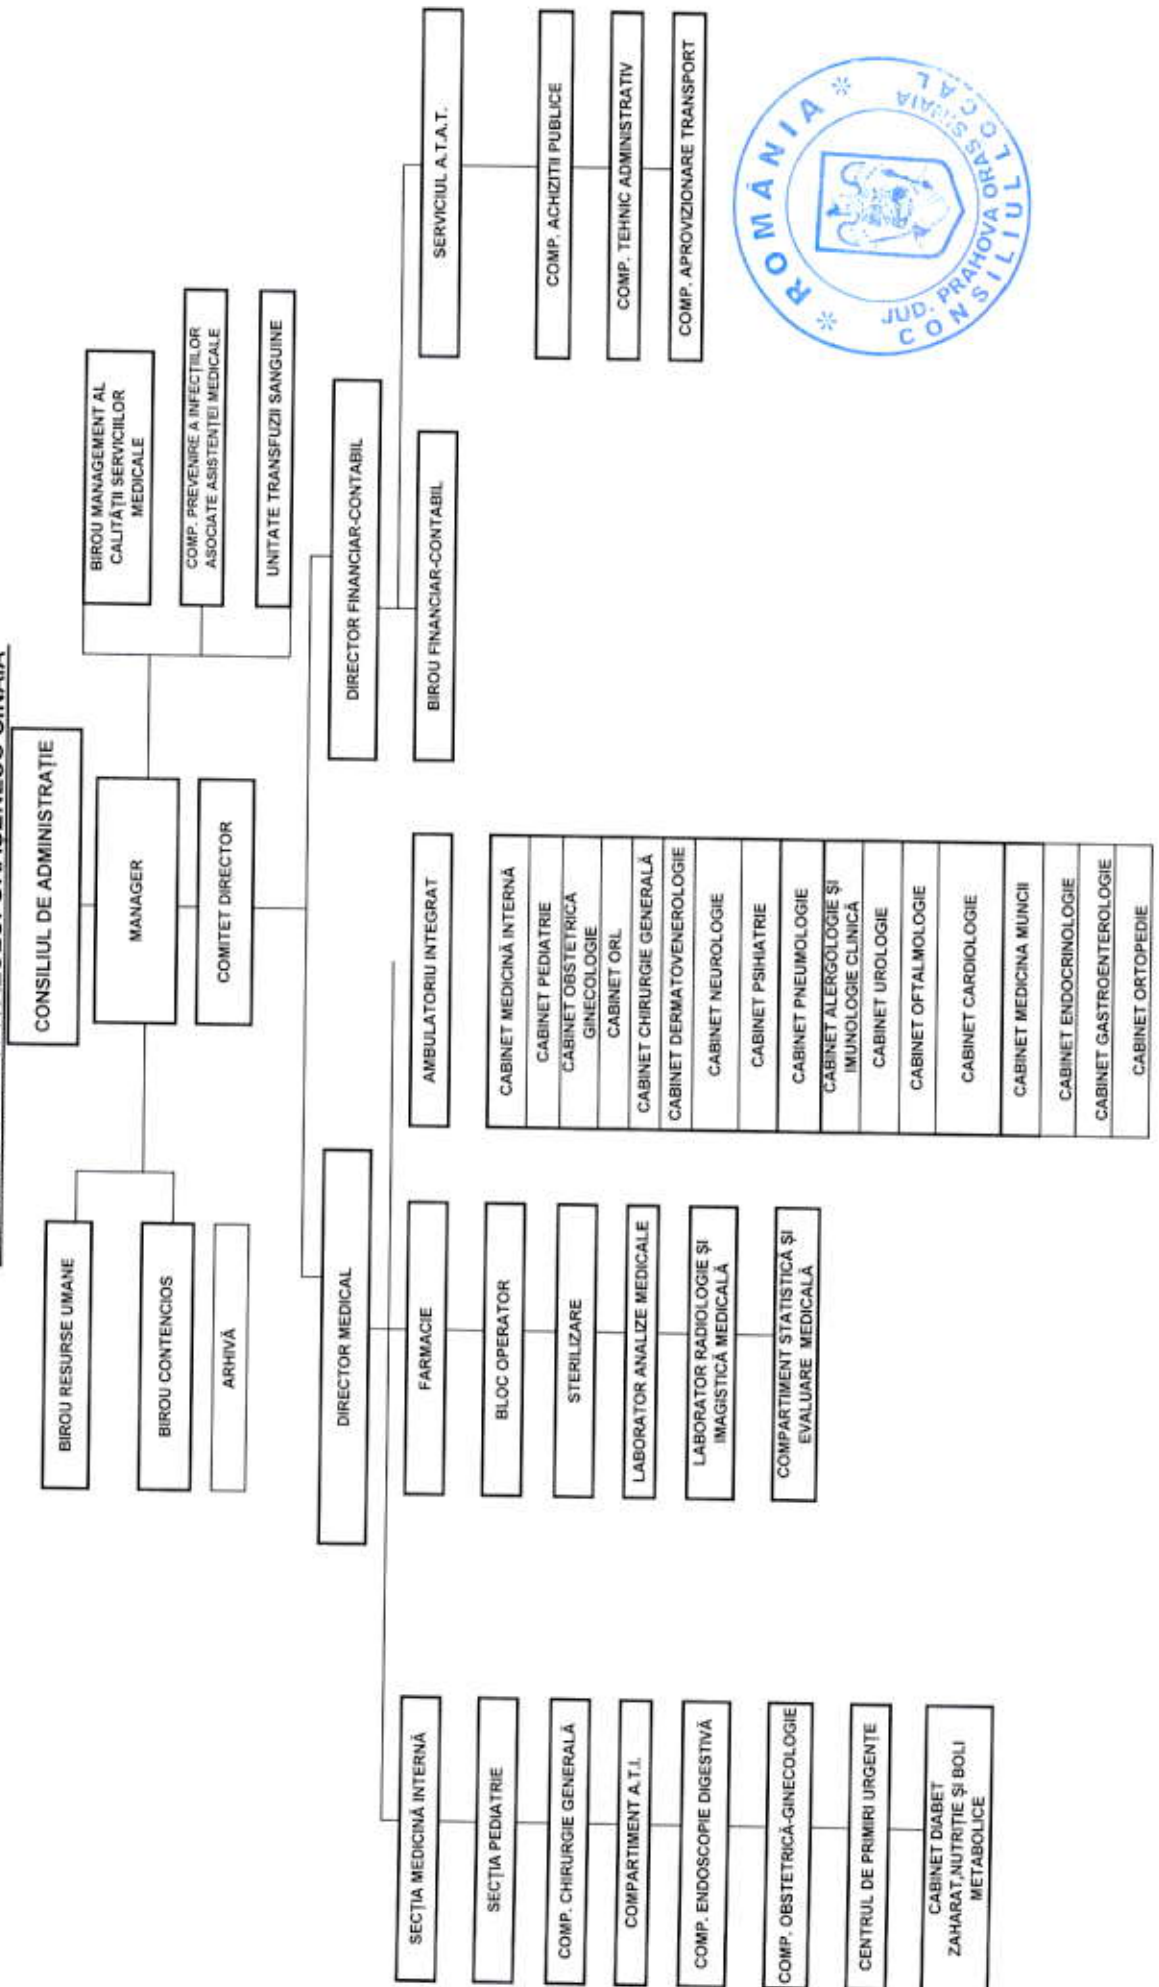 CONSILIUL DE ADMINISTRAȚIE
MANAGER
COMITET DIRECTOR
BIROU RESURSE UMANE
BIROU CONTENCIOS
ARHIVĂ
BIROU MANAGEMENT AL
CALITĂȚII SERVICIILOR
MEDICALE
COMP. PREVENIRE A INFECȚIILOR
ASOCIATE ASISTENȚEI MEDICALE
UNITATE TRANSFUZII SANGUINE
DIRECTOR MEDICAL
DIRECTOR FINANCIAR-CONTABIL
SECȚIA MEDICINĂ INTERNĂ
SECȚIA PEDIATRIE
COMP. CHIRURGIE GENERALĂ
COMPARTIMENT A.T.I.
COMP. ENDOSCOPIE DIGESTIVĂ
COMP. OBSTETRICĂ-GINECOLOGIE
CENTRUL DE PRIMIRI URGENȚE
CABINET DIABET
ZAHARAT,NUTRIȚIE ȘI BOLI
METABOLICE
FARMACIE
BLOC OPERATOR
STERILIZARE
LABORATOR ANALIZE MEDICALE
LABORATOR RADIOLOGIE ȘI
IMAGISTICĂ MEDICALĂ
COMPARTIMENT STATISTICĂ ȘI
EVALUARE MEDICALĂ
AMBULATORIU INTEGRAT
CABINET MEDICINĂ INTERNĂ
CABINET PEDIATRIE
CABINET OBSTETRICA
GINECOLOGIE
CABINET ORL
CABINET CHIRURGIE GENERALĂ
CABINET DERMATOVENEROLOGIE
CABINET NEUROLOGIE
CABINET PSIHIATRIE
CABINET PNEUMOLOGIE
CABINET ALERGOLOGIE ȘI
IMUNOLOGIE CLINICĂ
CABINET UROLOGIE
CABINET OFTALMOLOGIE
CABINET CARDIOLOGIE
CABINET MEDICINA MUNCII
CABINET ENDOCRINOLOGIE
CABINET GASTROENTEROLOGIE
CABINET ORTOPEDIE
BIROU FINANCIAR-CONTABIL
SERVICIUL A.T.A.T.
COMP. ACHIZITII PUBLICE
COMP. TEHNIC ADMINISTRATIV
COMP. APROVIZIONARE TRANSPORT
* ROMÂNIA *
JUD. PRAHOVA ORAS SINAIA
CONSILIUL LOCAL